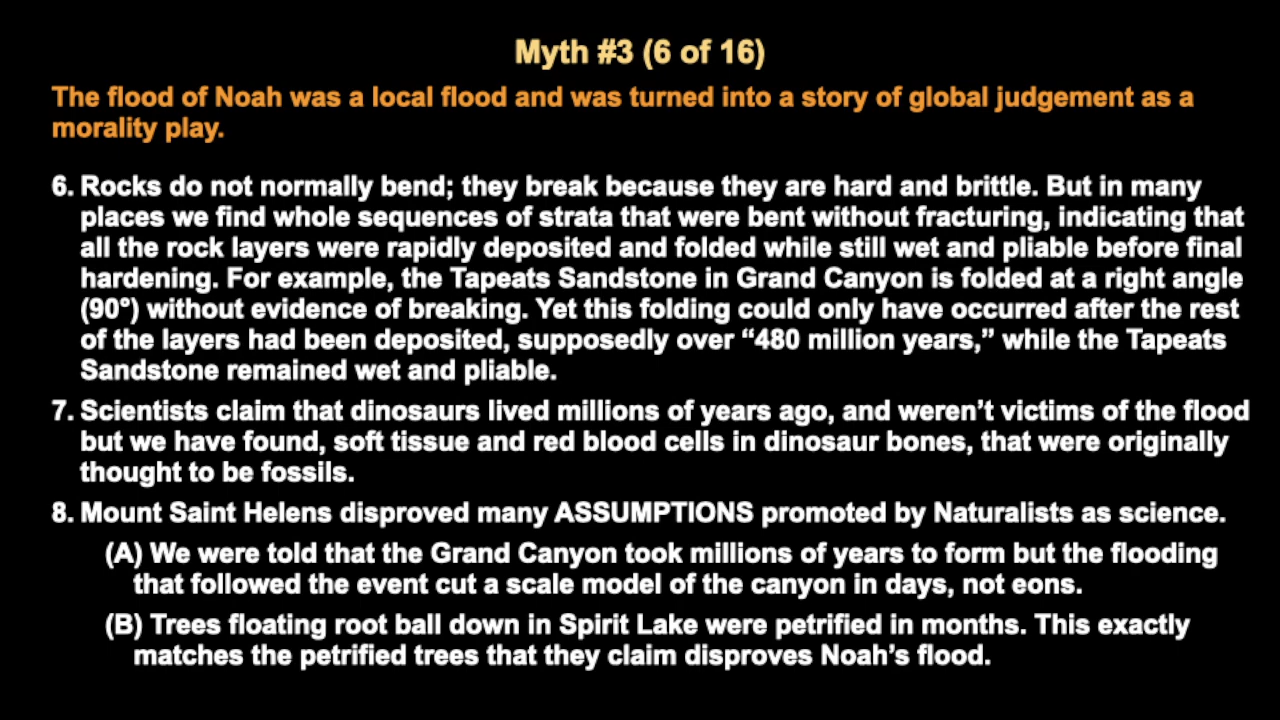 Myth #3 (6 of 16)
The flood of Noah was a local flood and was turned into a story of global judgement as a
morality play.
6. Rocks do not normally bend; they break because they are hard and brittle. But in many
places we find whole sequences of strata that were bent without fracturing, indicating that
all the rock layers were rapidly deposited and folded while still wet and pliable before final
hardening. For example, the Tapeats Sandstone in Grand Canyon is folded at a right angle
(90°) without evidence of breaking. Yet this folding could only have occurred after the rest
of the layers had been deposited, supposedly over “480 million years,” while the Tapeats
Sandstone remained wet and pliable.
7. Scientists claim that dinosaurs lived millions of years ago, and weren’t victims of the flood
but we have found, soft tissue and red blood cells in dinosaur bones, that were originally
thought to be fossils.
8. Mount Saint Helens disproved many ASSUMPTIONS promoted by Naturalists as science.
(A) We were told that the Grand Canyon took millions of years to form but the flooding
that followed the event cut a scale model of the canyon in days, not eons.
(B) Trees floating root ball down in Spirit Lake were petrified in months. This exactly
matches the petrified trees that they claim disproves Noah’s flood.